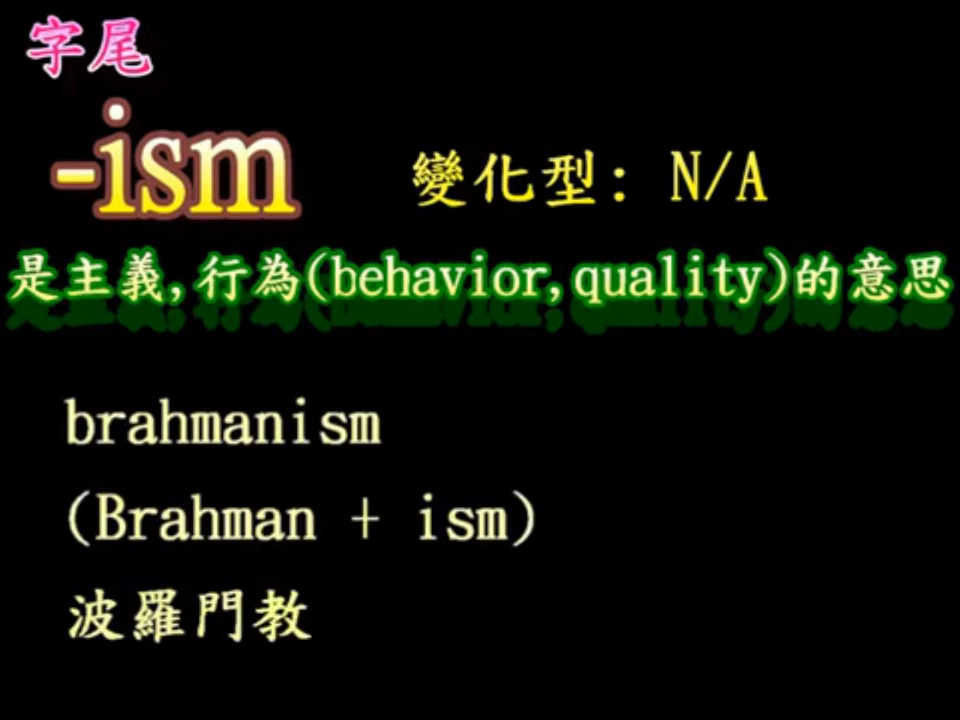 字尾
-ism 變化型: N/A
是主義,行為(behavior,quality)的意思
brahmanism
(Brahman + ism)
波羅門教